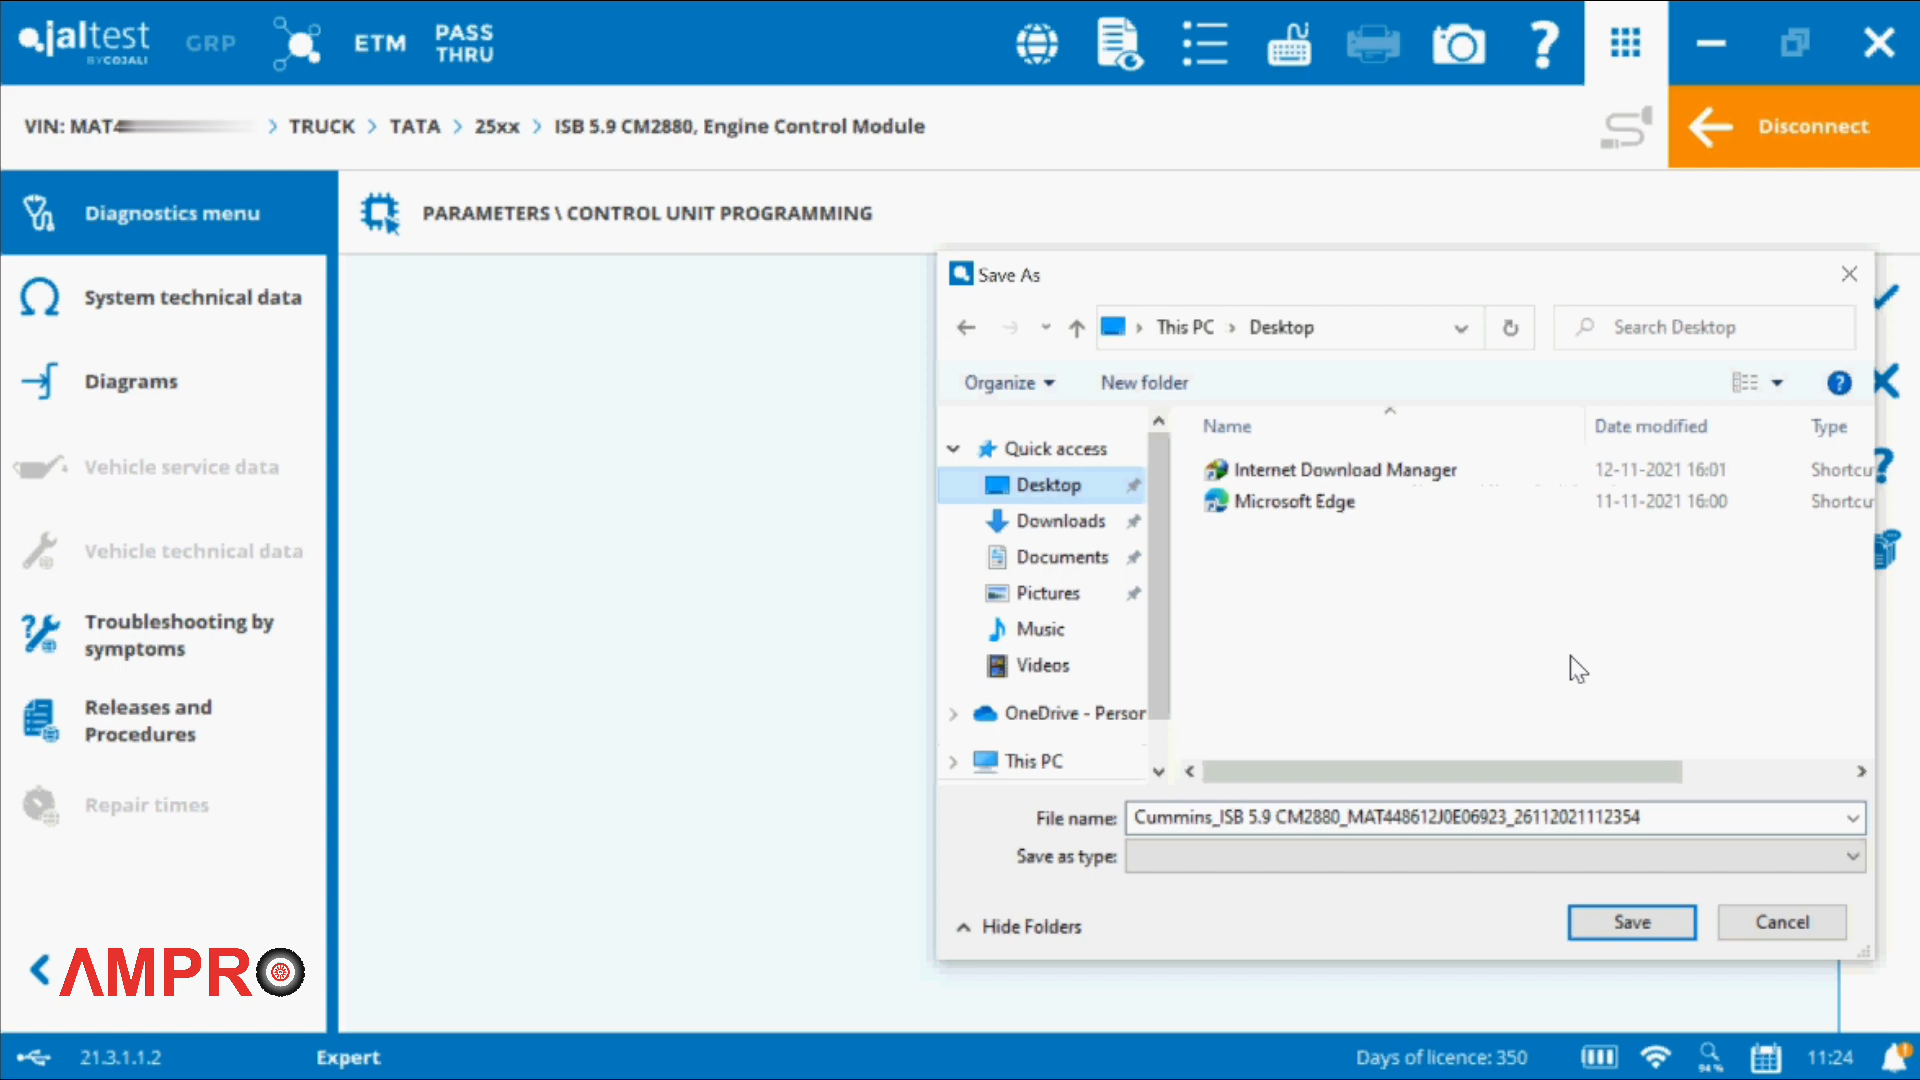 jaltest
BY COJALI
GRP
ETM
PASS
THRU
VIN: MAT4
TRUCK
TATA
25xx
ISB 5.9 CM2880, Engine Control Module
Disconnect
Diagnostics menu
PARAMETERS \ CONTROL UNIT PROGRAMMING
System technical data
Diagrams
Vehicle service data
Vehicle technical data
Troubleshooting by
symptoms
Releases and
Procedures
Repair times
AMPRO
Save As
This PC > Desktop
Search Desktop
Organize
New folder
Name
Date modified
Type
Quick access
Desktop
Downloads
Documents
Pictures
Music
Videos
OneDrive - Person
This PC
Internet Download Manager 12-11-2021 16:01 Shortcu
Microsoft Edge 11-11-2021 16:00 Shortcu
File name: Cummins_ISB 5.9 CM2880_MAT448612J0E06923_26112021112354
Save as type:
Hide Folders
Save
Cancel
21.3.1.1.2
Expert
Days of licence: 350
94 %
11:24